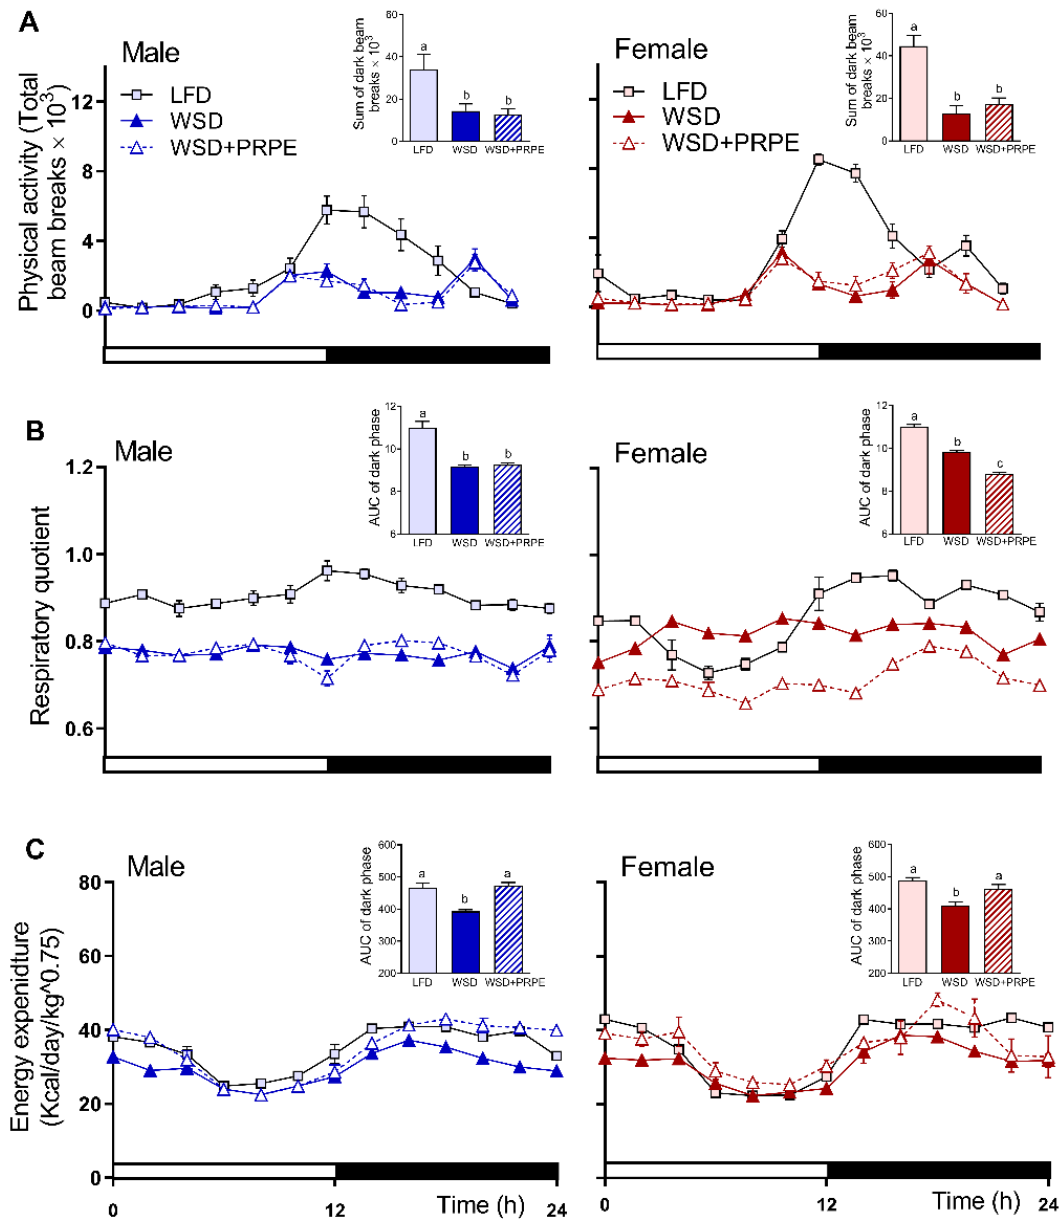 A
Male
LFD
WSD
WSD+PRPE
Physical activity (Total
beam breaks × 10³)
12
8
4
0
Sum of dark beam
breaks × 10³
60
40
20
0
a
b
b
LFD WSD WSD+PRPE
Female
LFD
WSD
WSD+PRPE
Sum of dark beam
breaks × 10³
60
40
20
0
a
b
b
LFD WSD WSD+PRPE
B
Male
Respiratory quotient
1.2
1.0
0.8
0.6
AUC of dark phase
12
10
8
6
a
b
b
LFD WSD WSD+PRPE
Female
AUC of dark phase
12
10
8
6
a
b
c
LFD WSD WSD+PRPE
C
Male
Energy expenidture
(Kcal/day/kg^0.75)
80
60
40
20
0
AUC of dark phase
600
500
400
300
200
a
b
a
LFD WSD WSD+PRPE
Female
AUC of dark phase
600
500
400
300
200
a
b
a
LFD WSD WSD+PRPE
0 12 Time (h) 24
0 12 Time (h) 24